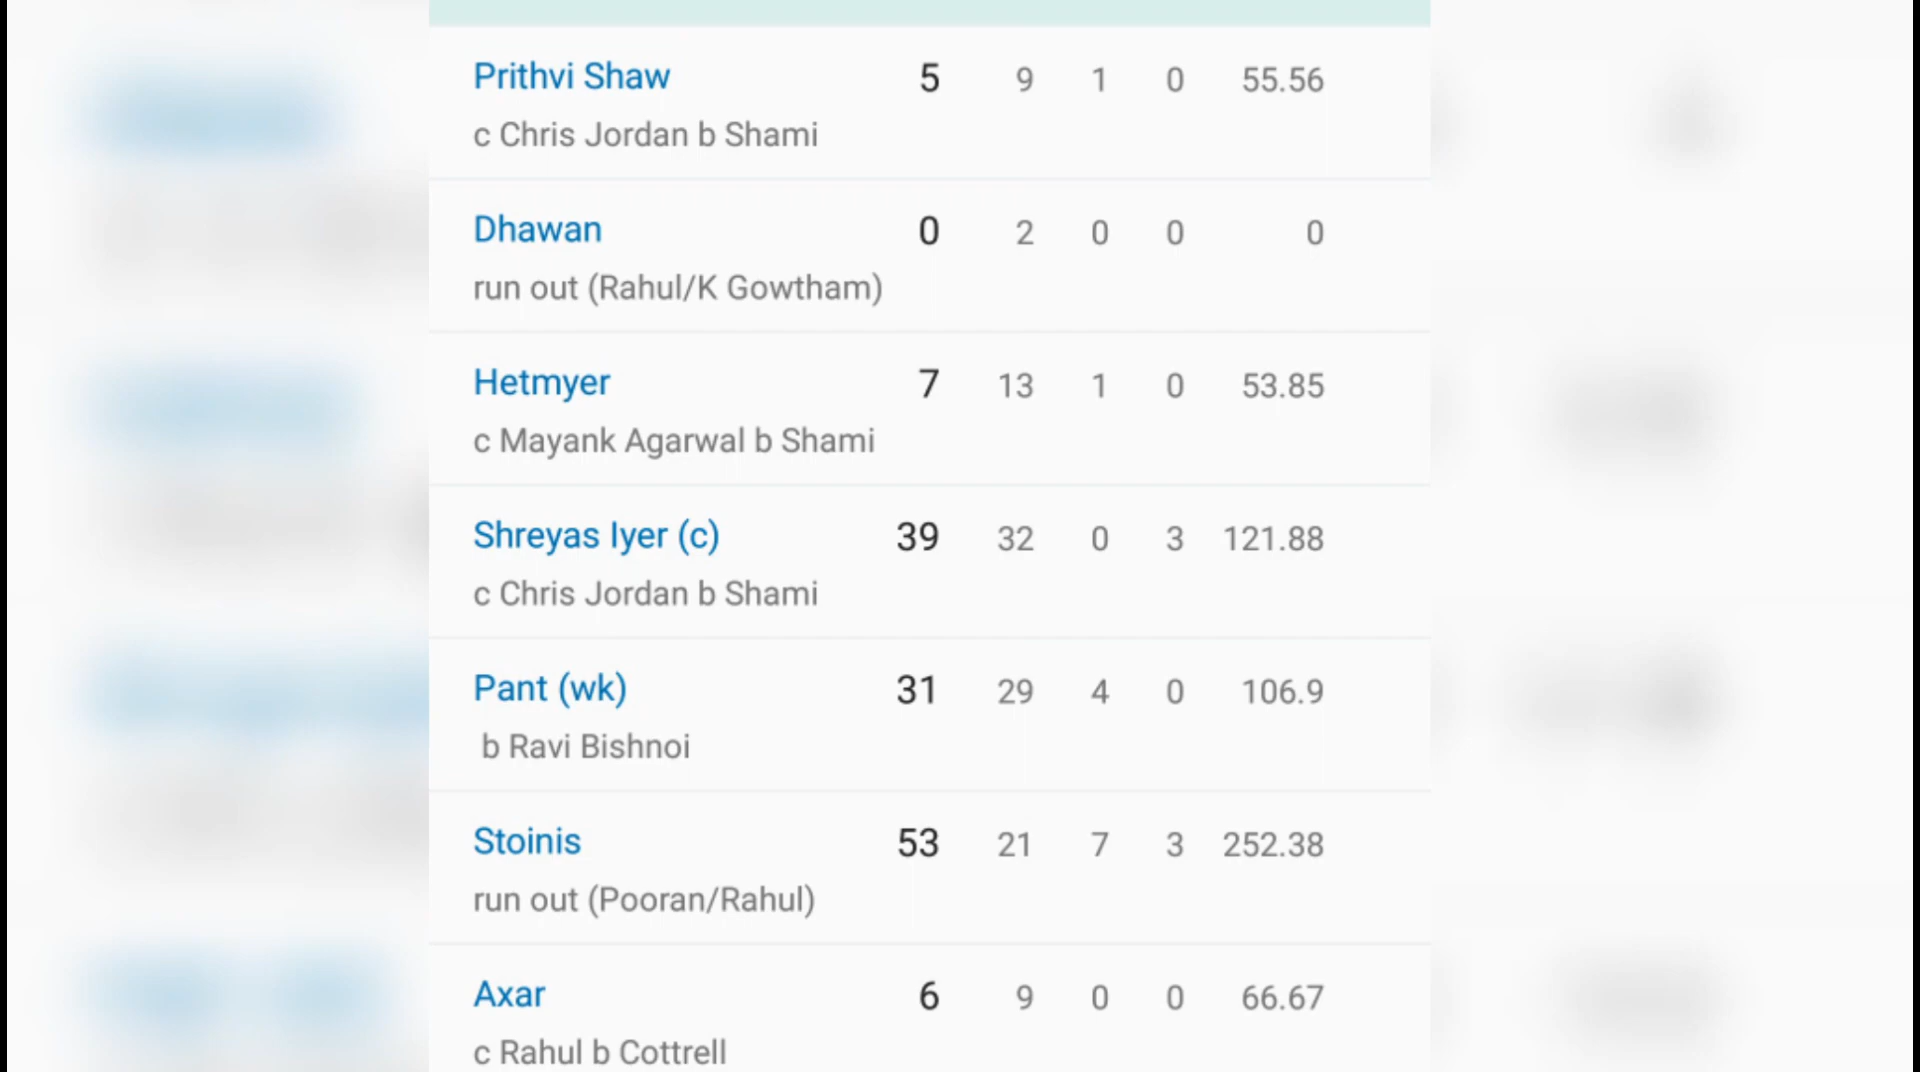 Prithvi Shaw 5 9 1 0 55.56
c Chris Jordan b Shami
Dhawan 0 2 0 0 0
run out (Rahul/K Gowtham)
Hetmyer 7 13 1 0 53.85
c Mayank Agarwal b Shami
Shreyas Iyer (c) 39 32 0 3 121.88
c Chris Jordan b Shami
Pant (wk) 31 29 4 0 106.9
b Ravi Bishnoi
Stoinis 53 21 7 3 252.38
run out (Pooran/Rahul)
Axar 6 9 0 0 66.67
c Rahul b Cottrell